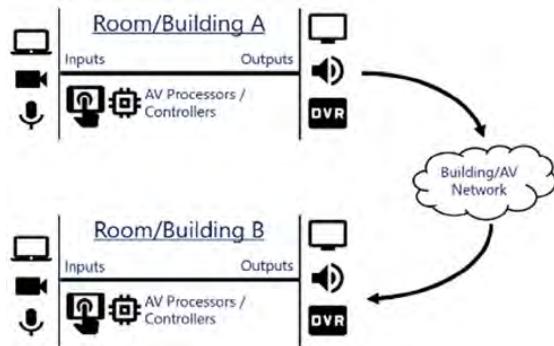 Room/Building A
Inputs Outputs
AV Processors /
Controllers
DVR
Building/AV
Network
Room/Building B
Inputs Outputs
AV Processors /
Controllers
DVR